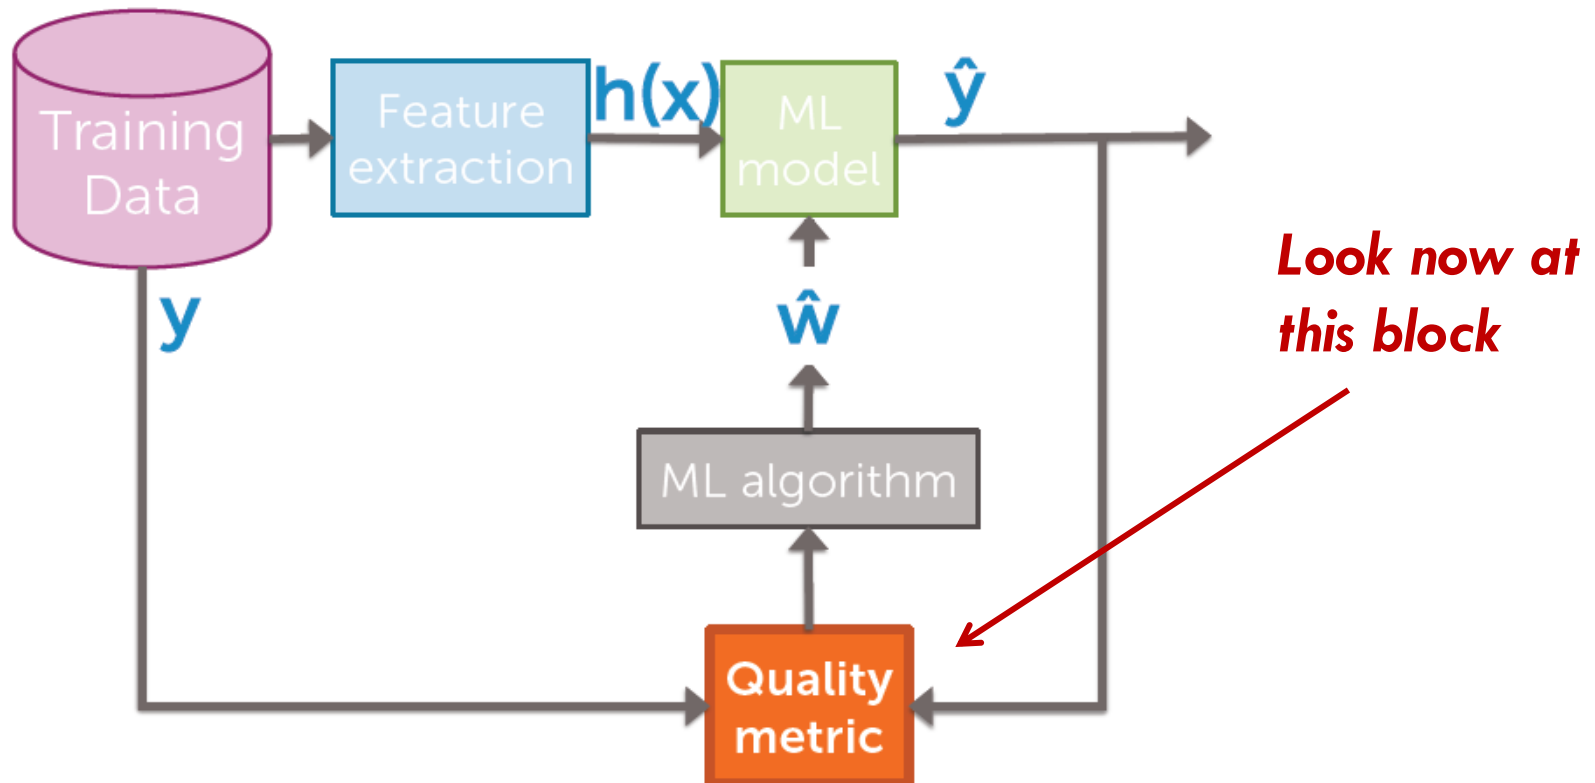 Training
Data
Feature
extraction
h(x)
ML
model
ŷ
y
ŵ
Look now at
this block
ML algorithm
Quality
metric